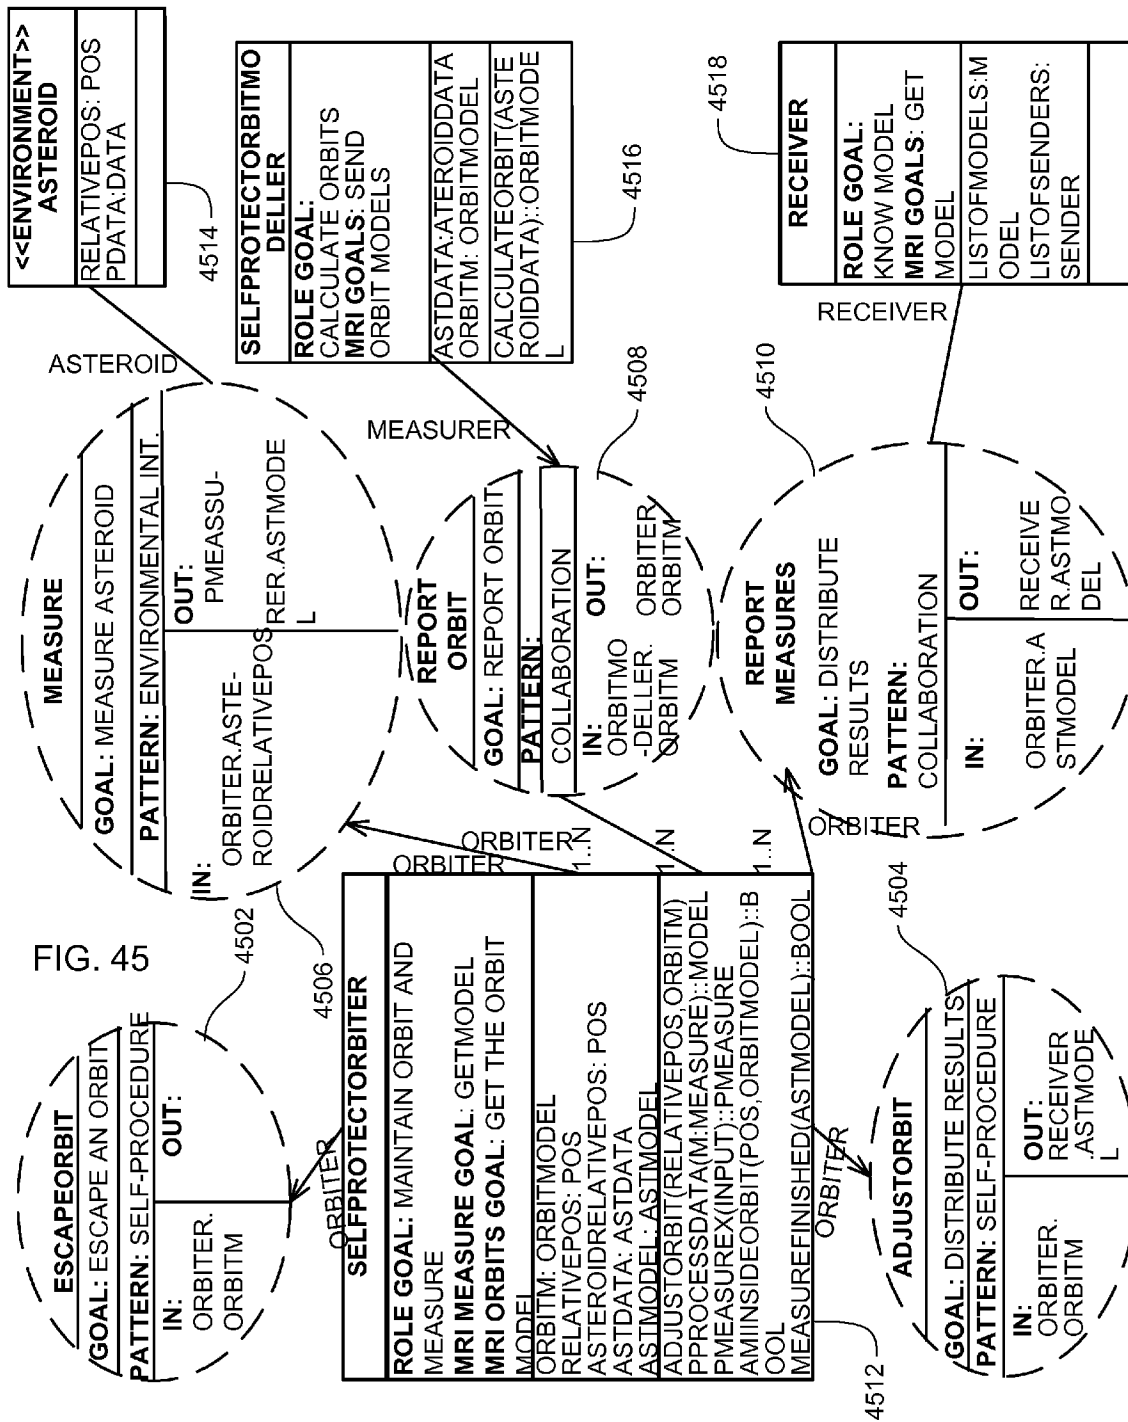 FIG. 45
ESCAPEORBIT
GOAL: ESCAPE AN ORBIT
PATTERN: SELF-PROCEDURE
IN:
ORBITER.
ORBITM
OUT:
4502
ORBITER
MEASURE
GOAL: MEASURE ASTEROID
PATTERN: ENVIRONMENTAL INT.
IN:
ORBITER.ASTE-
ROIDRELATIVEPOS
OUT:
PMEASSU-
RER.ASTMODE
L
4506
ASTEROID
<<ENVIRONMENT>>
ASTEROID
RELATIVEPOS: POS
PDATA:DATA
4514
SELFPROTECTORBITER
ROLE GOAL: MAINTAIN ORBIT AND
MEASURE
MRI MEASURE GOAL: GETMODEL
MRI ORBITS GOAL: GET THE ORBIT
MODEL
ORBITM: ORBITMODEL
RELATIVEPOS: POS
ASTEROIDRELATIVEPOS: POS
ASTDATA: ASTDATA
ASTMODEL: ASTMODEL
ADJUSTORBIT(RELATIVEPOS,ORBITM)
PPROCESSDATA(M:MEASURE)::MODEL
PMEASUREX(INPUT)::PMEASURE
AMIINSIDEORBIT(POS,ORBITMODEL)::B
OOL
MEASUREFINISHED(ASTMODEL)::BOOL
4512
ORBITER
ORBITER
1..N
1..N
1..N
ORBITER
REPORT
ORBIT
GOAL: REPORT ORBIT
PATTERN:
COLLABORATION
IN:
ORBITMO
-DELLER.
ORBITM
OUT:
ORBITER.
ORBITM
4508
MEASURER
SELFPROTECTORBITMO
DELLER
ROLE GOAL:
CALCULATE ORBITS
MRI GOALS: SEND
ORBIT MODELS
ASTDATA:ATEROIDDATA
ORBITM: ORBITMODEL
CALCULATEORBIT(ASTE
ROIDDATA)::ORBITMODE
L
4516
ORBITER
ADJUSTORBIT
GOAL: DISTRIBUTE RESULTS
PATTERN: SELF-PROCEDURE
IN:
ORBITER.
ORBITM
OUT:
RECEIVER
.ASTMODE
L
4504
REPORT
MEASURES
GOAL: DISTRIBUTE
RESULTS
PATTERN:
COLLABORATION
IN:
ORBITER.A
STMODEL
OUT:
RECEIVE
R.ASTMO
DEL
4510
RECEIVER
RECEIVER
ROLE GOAL:
KNOW MODEL
MRI GOALS: GET
MODEL
LISTOFMODELS:M
ODEL
LISTOFSENDERS:
SENDER
4518